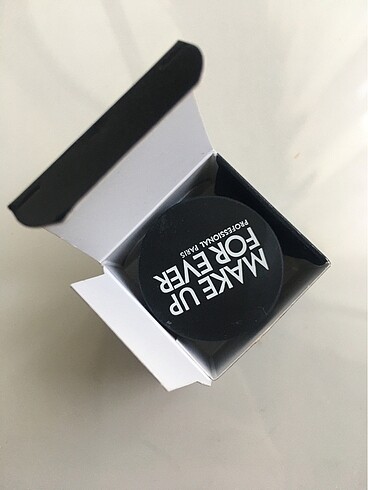 MAKE UP
FOR EVER
PROFESSIONAL PARIS